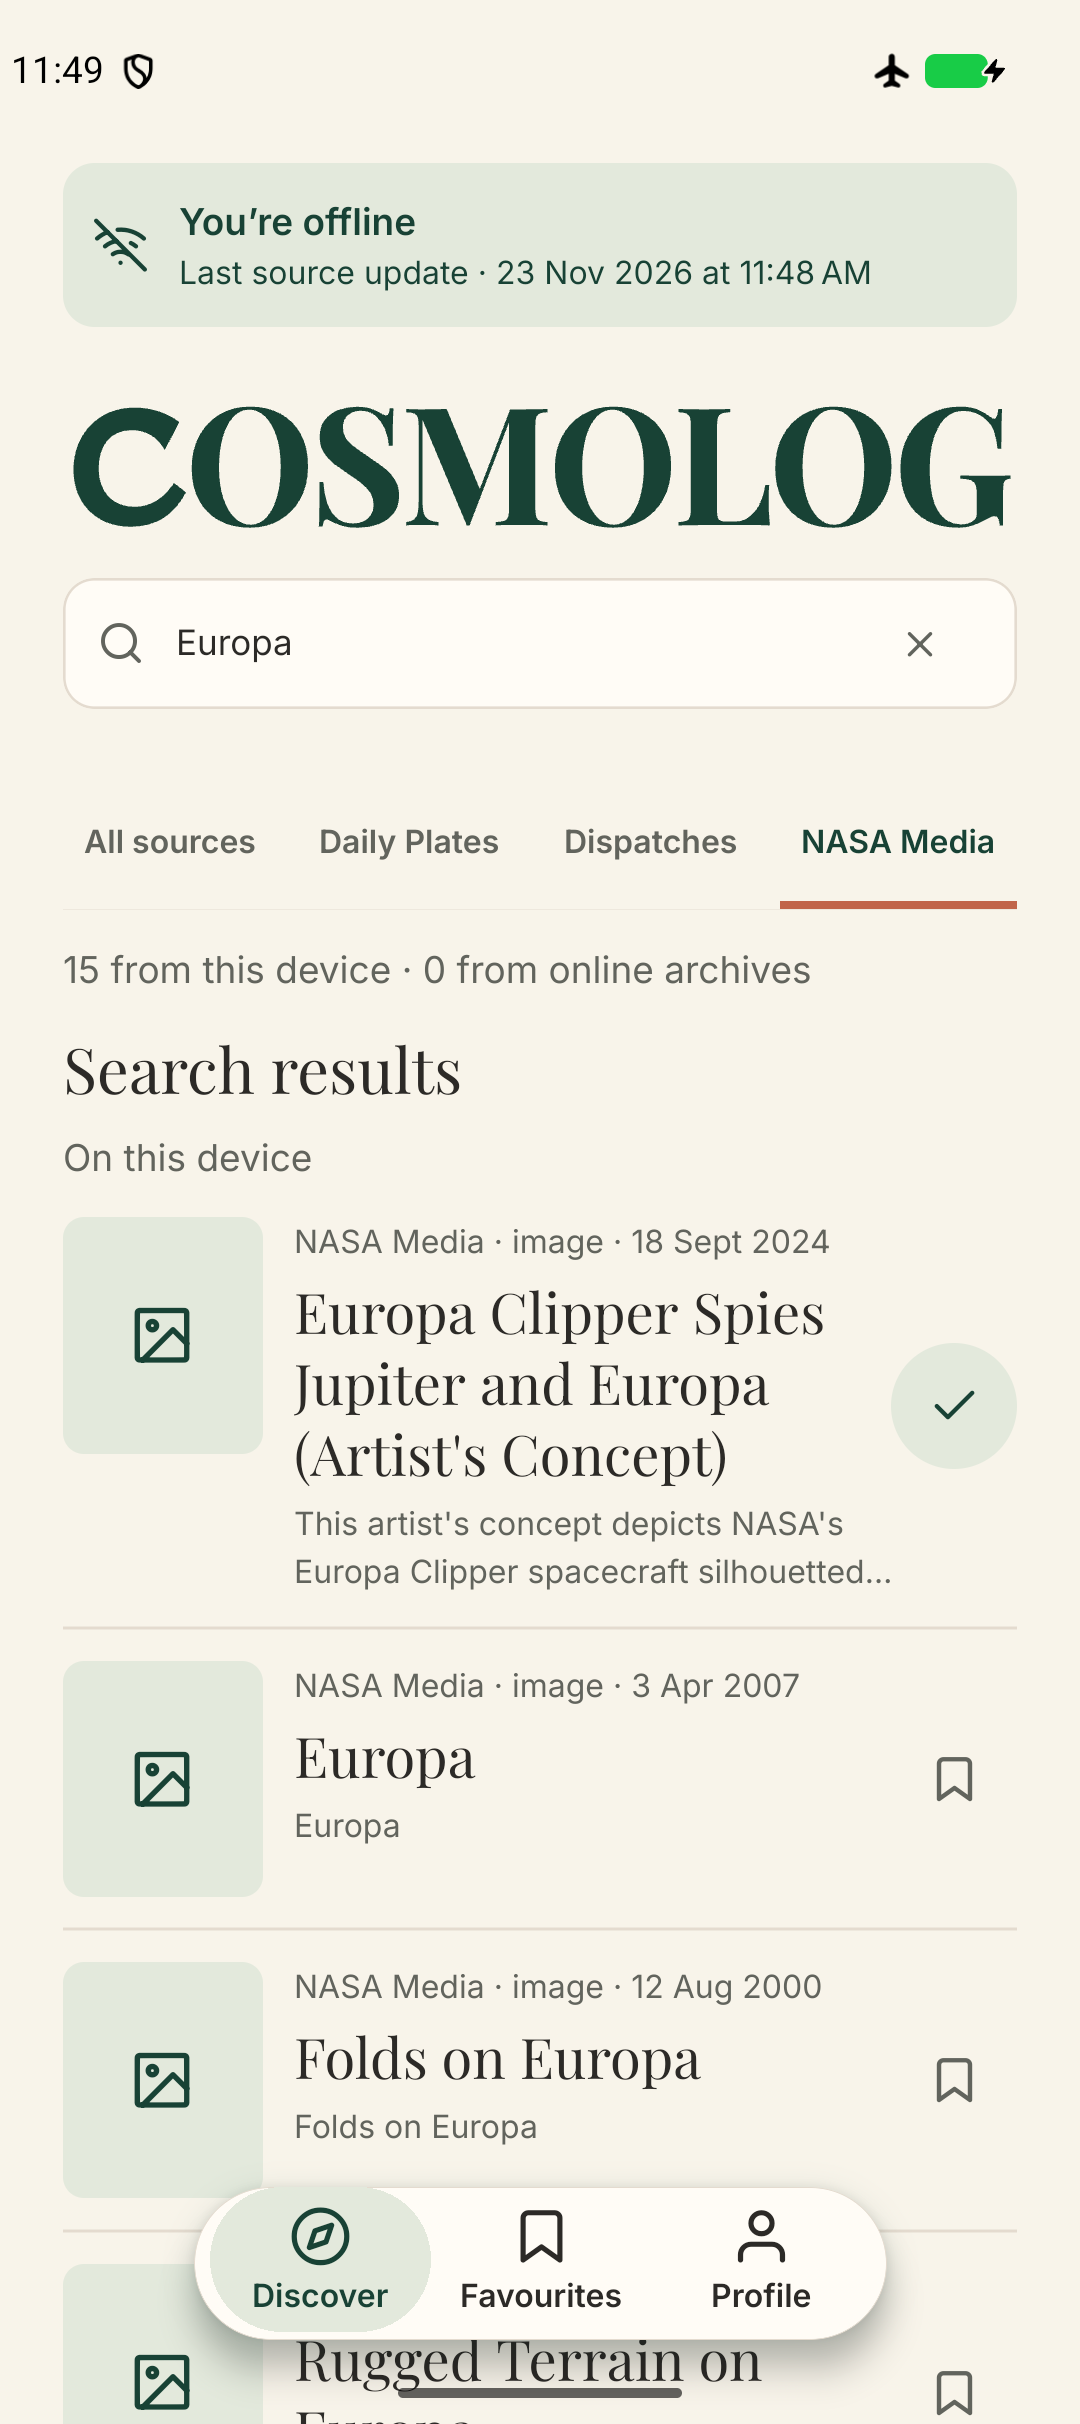 11:49
You’re offline
Last source update · 23 Nov 2026 at 11:48 AM
COSMOLOG
Europa
All sources
Daily Plates
Dispatches
NASA Media
15 from this device · 0 from online archives
Search results
On this device
NASA Media · image · 18 Sept 2024
Europa Clipper Spies
Jupiter and Europa
(Artist's Concept)
This artist's concept depicts NASA's
Europa Clipper spacecraft silhouetted...
NASA Media · image · 3 Apr 2007
Europa
Europa
NASA Media · image · 12 Aug 2000
Folds on Europa
Folds on Europa
Discover
Favourites
Profile
Rugged Terrain on
Europa